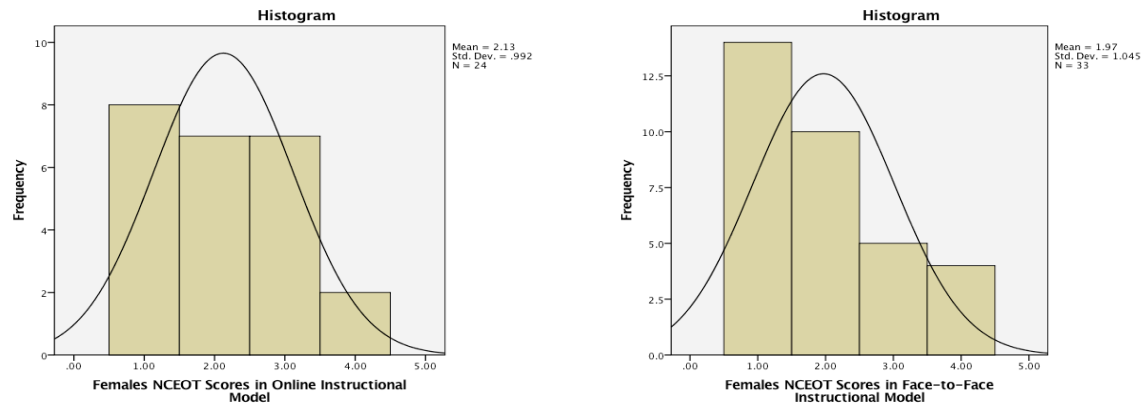 Histogram
Mean = 2.13
Std. Dev. = .992
N = 24
10
8
6
4
2
0
Frequency
.00 1.00 2.00 3.00 4.00 5.00
Females NCEOT Scores in Online Instructional
Model
Histogram
Mean = 1.97
Std. Dev. = 1.045
N = 33
12.5
10.0
7.5
5.0
2.5
0.0
Frequency
.00 1.00 2.00 3.00 4.00 5.00
Females NCEOT Scores in Face-to-Face
Instructional Model